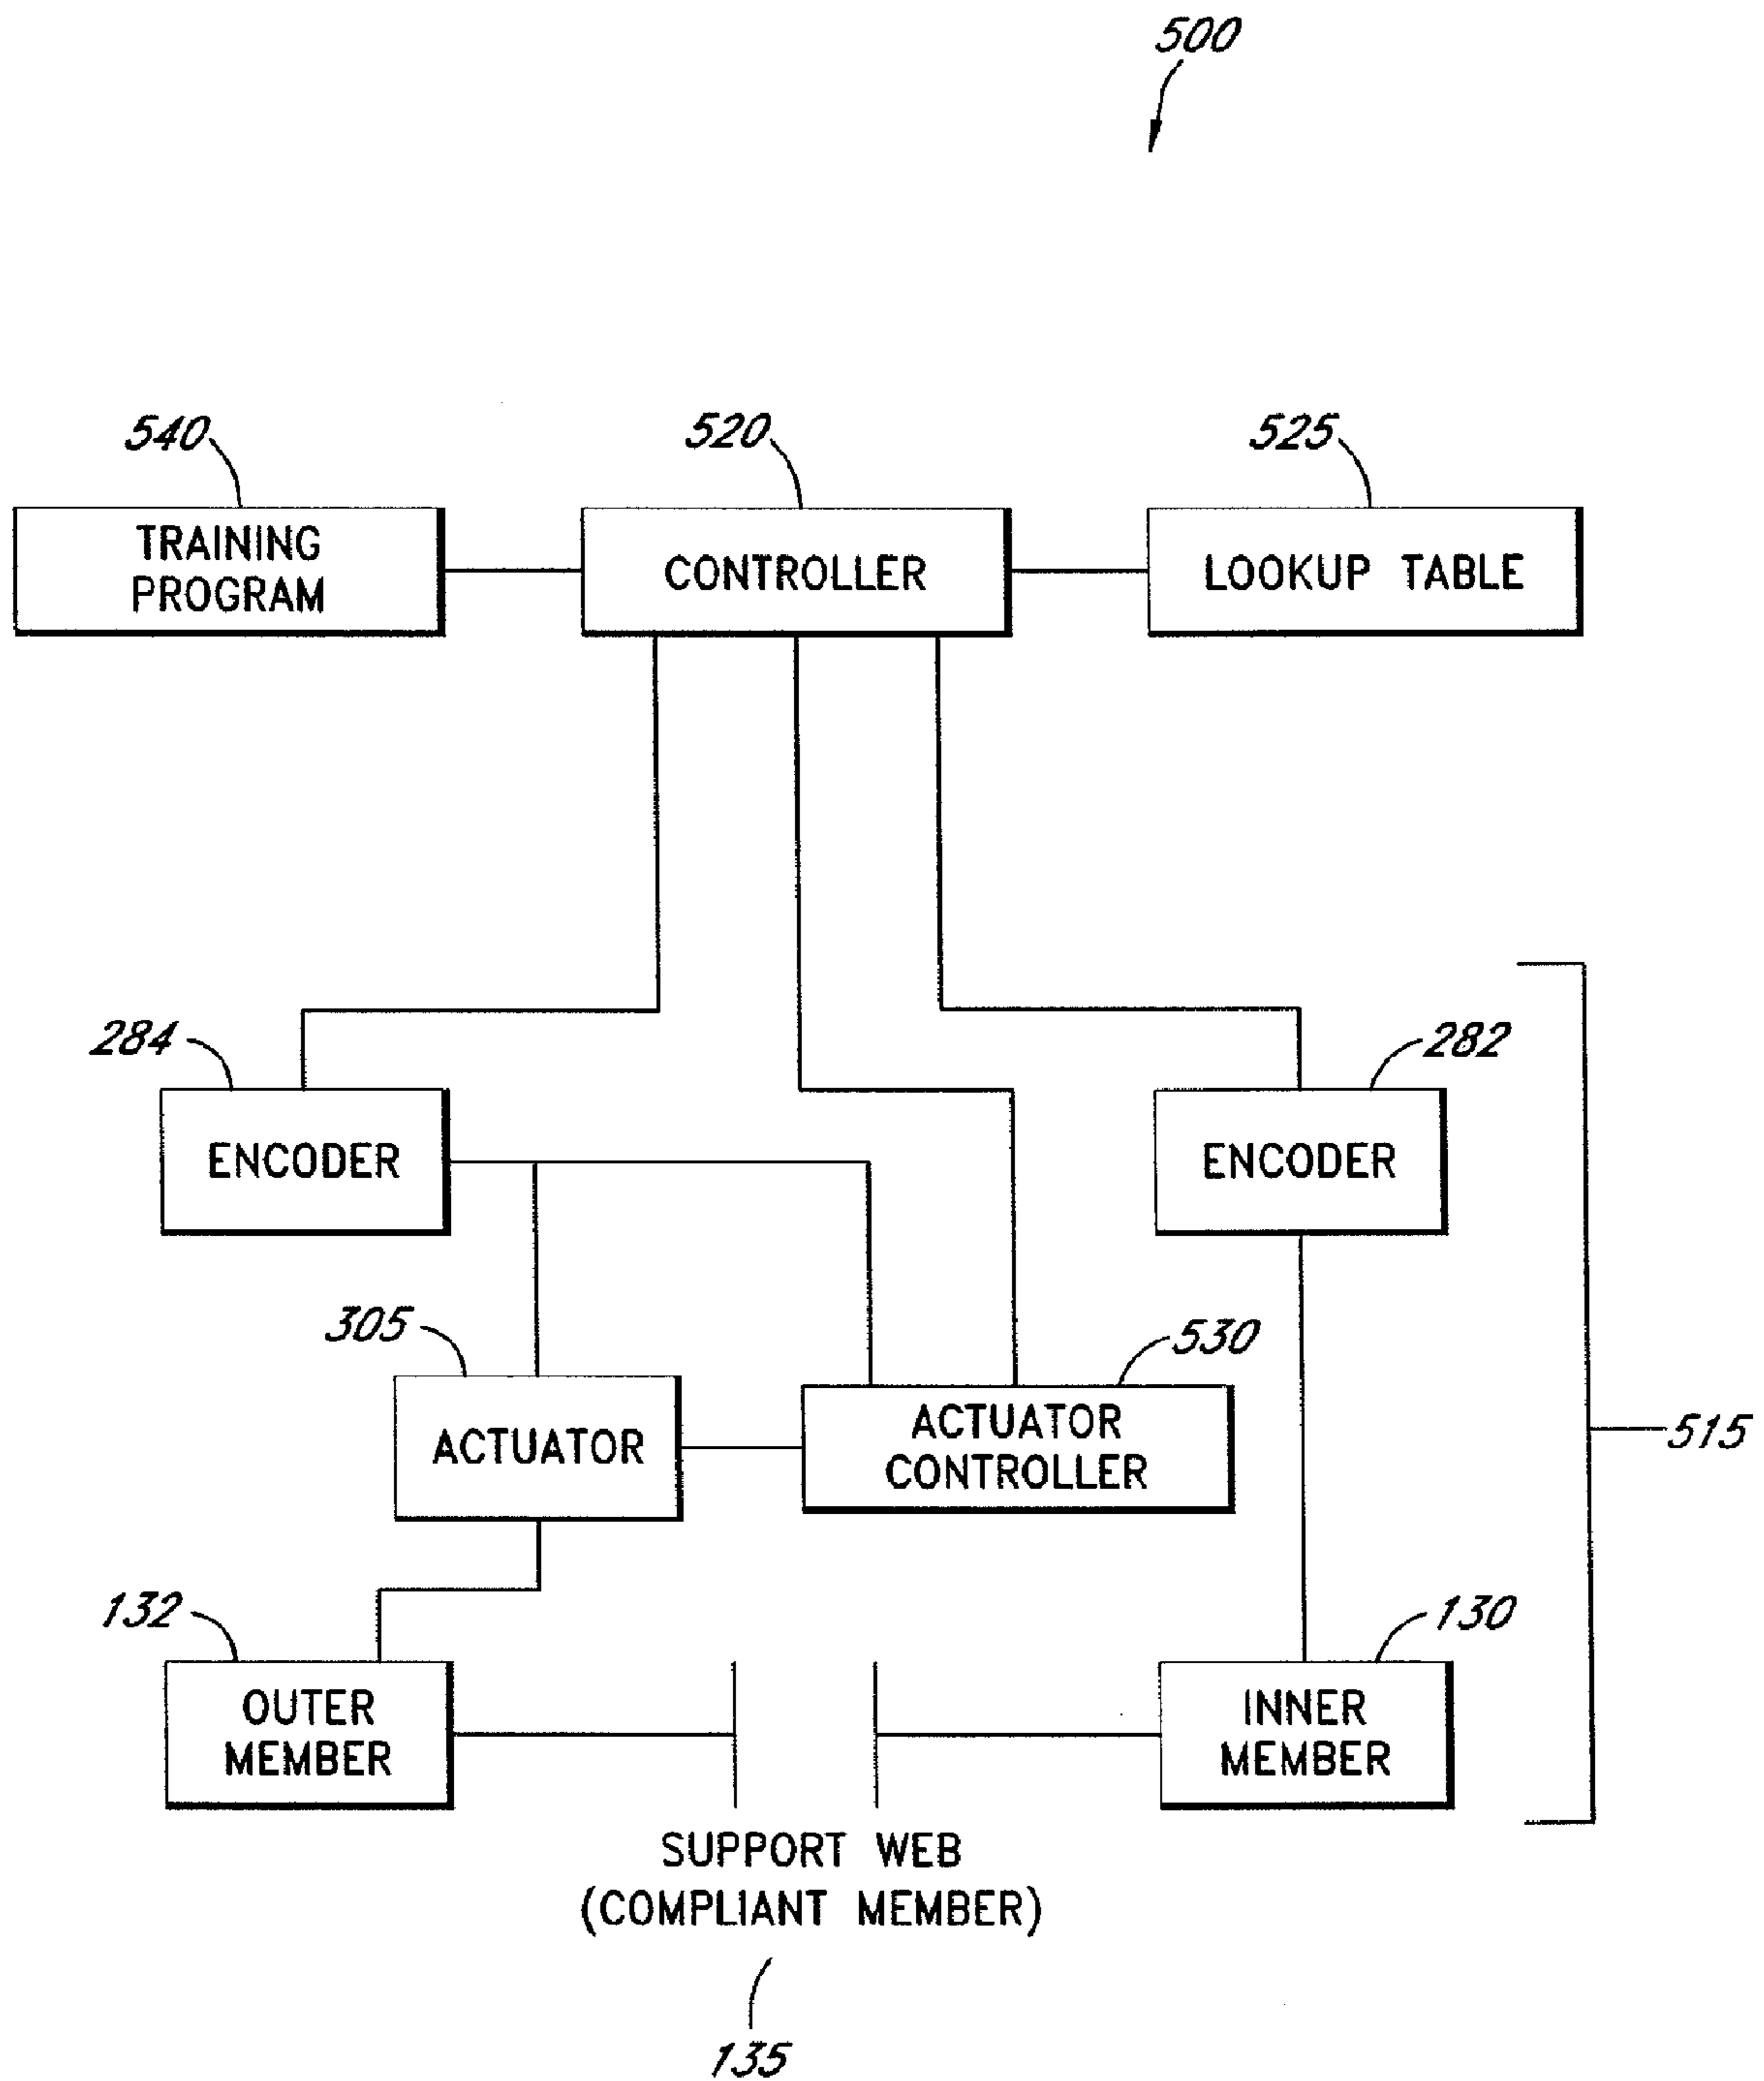 500
540
520
525
TRAINING
PROGRAM
CONTROLLER
LOOKUP TABLE
284
282
ENCODER
ENCODER
305
530
ACTUATOR
ACTUATOR
CONTROLLER
515
132
130
OUTER
MEMBER
INNER
MEMBER
SUPPORT WEB
(COMPLIANT MEMBER)
135